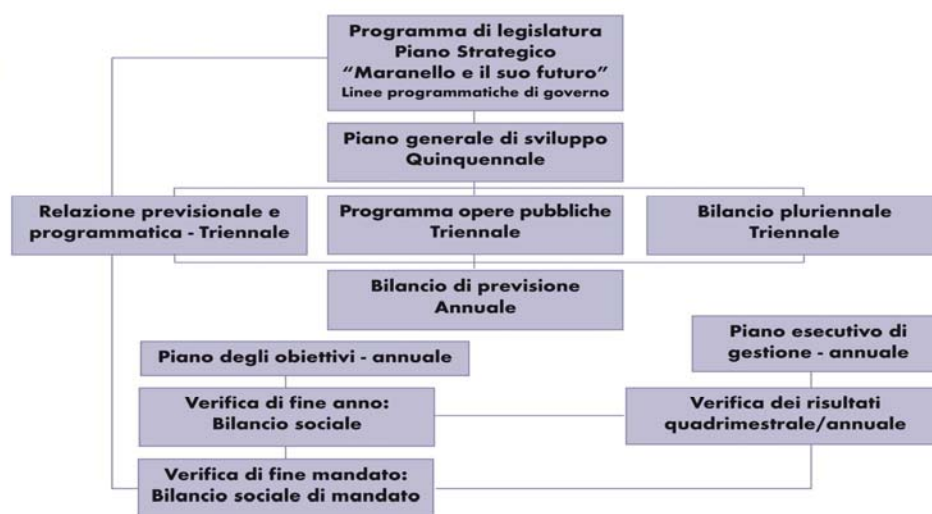 Programma di legislatura
Piano Strategico
“Maranello e il suo futuro”
Linee programmatiche di governo
Piano generale di sviluppo
Quinquennale
Relazione previsionale e
programmatica - Triennale
Programma opere pubbliche
Triennale
Bilancio pluriennale
Triennale
Bilancio di previsione
Annuale
Piano esecutivo di
gestione - annuale
Piano degli obiettivi - annuale
Verifica di fine anno:
Bilancio sociale
Verifica dei risultati
quadrimestrale/annuale
Verifica di fine mandato:
Bilancio sociale di mandato